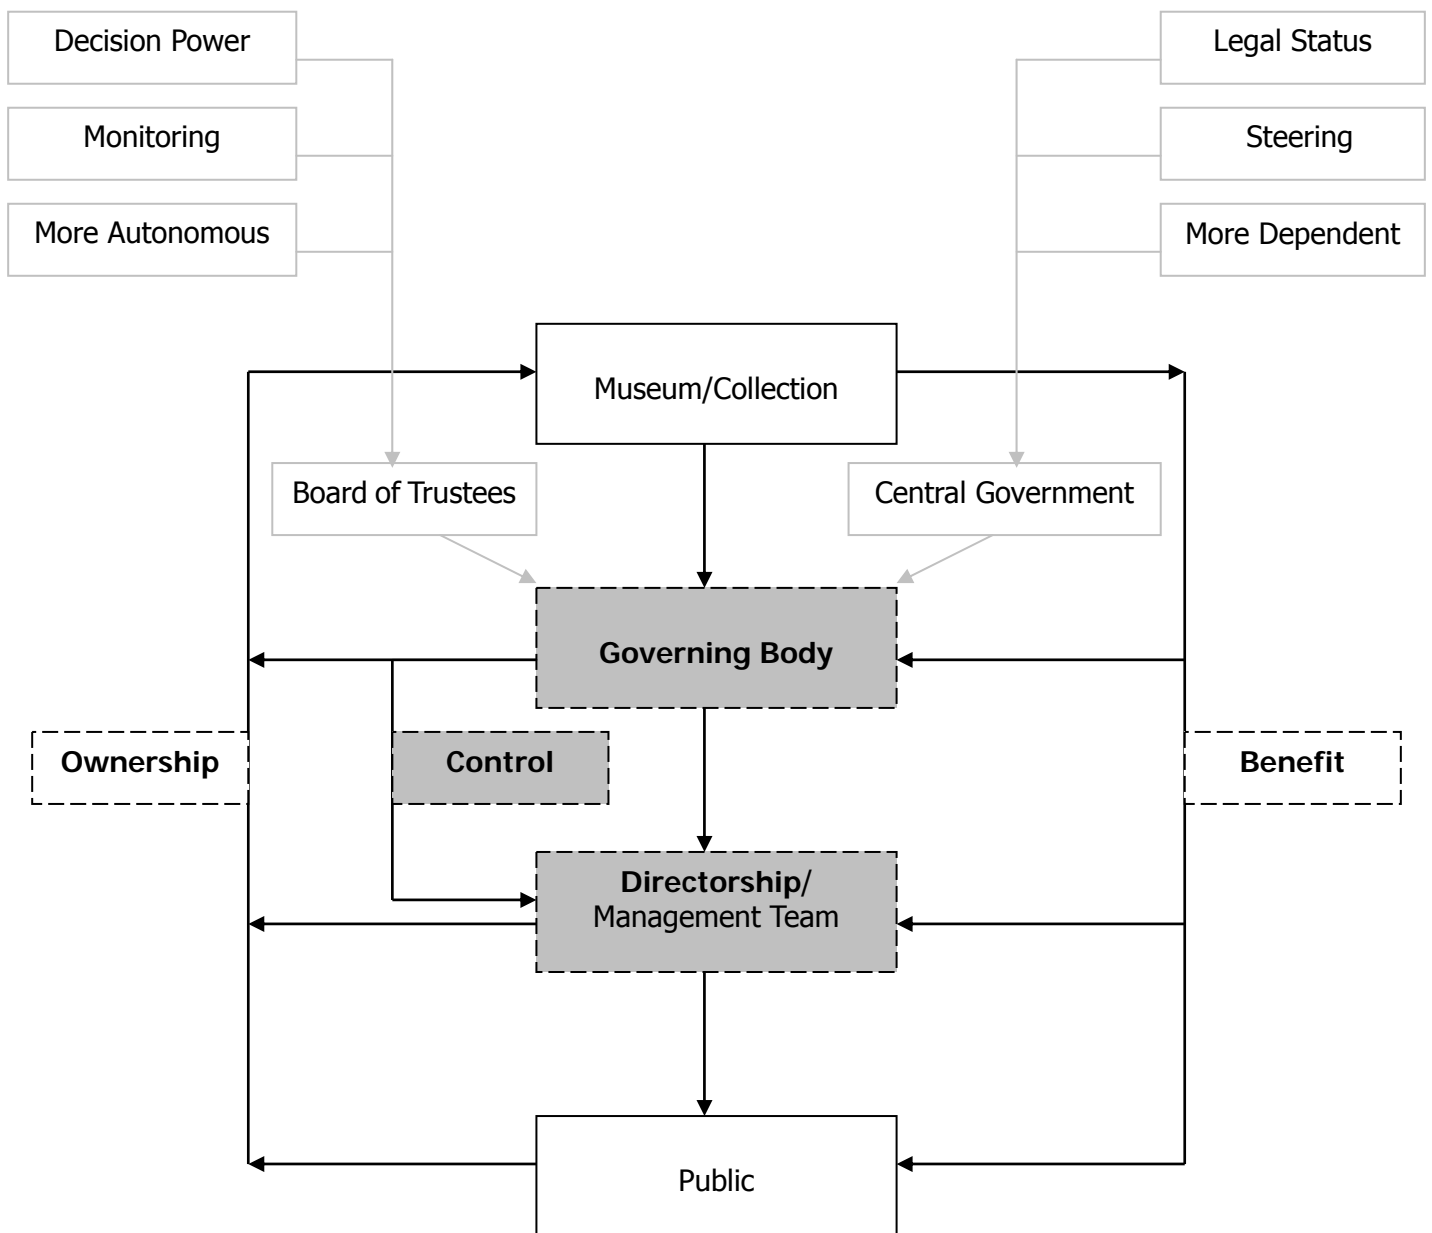 Decision Power
Legal Status
Monitoring
Steering
More Autonomous
More Dependent
Museum/Collection
Board of Trustees
Central Government
Governing Body
Ownership
Control
Benefit
Directorship/
Management Team
Public